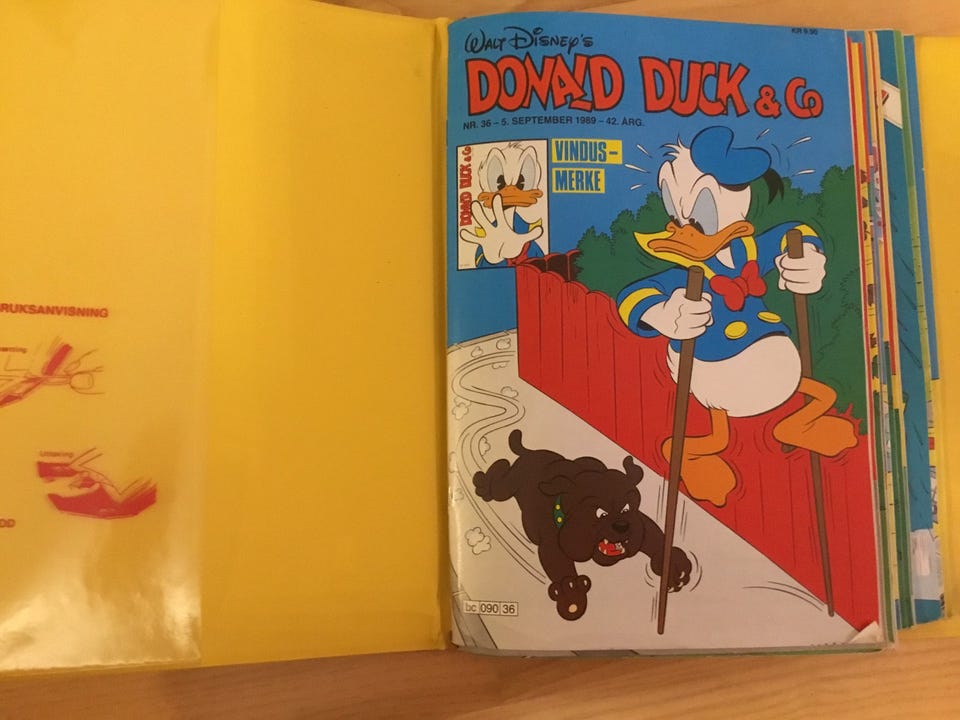 RUKSANVISNING
WALT DISNEY'S
KR 9.90
DONALD DUCK & Co
NR. 36 – 5. SEPTEMBER 1989 – 42. ÅRG.
DONALD DUCK & Co
VINDUS-
MERKE
bc 090 36